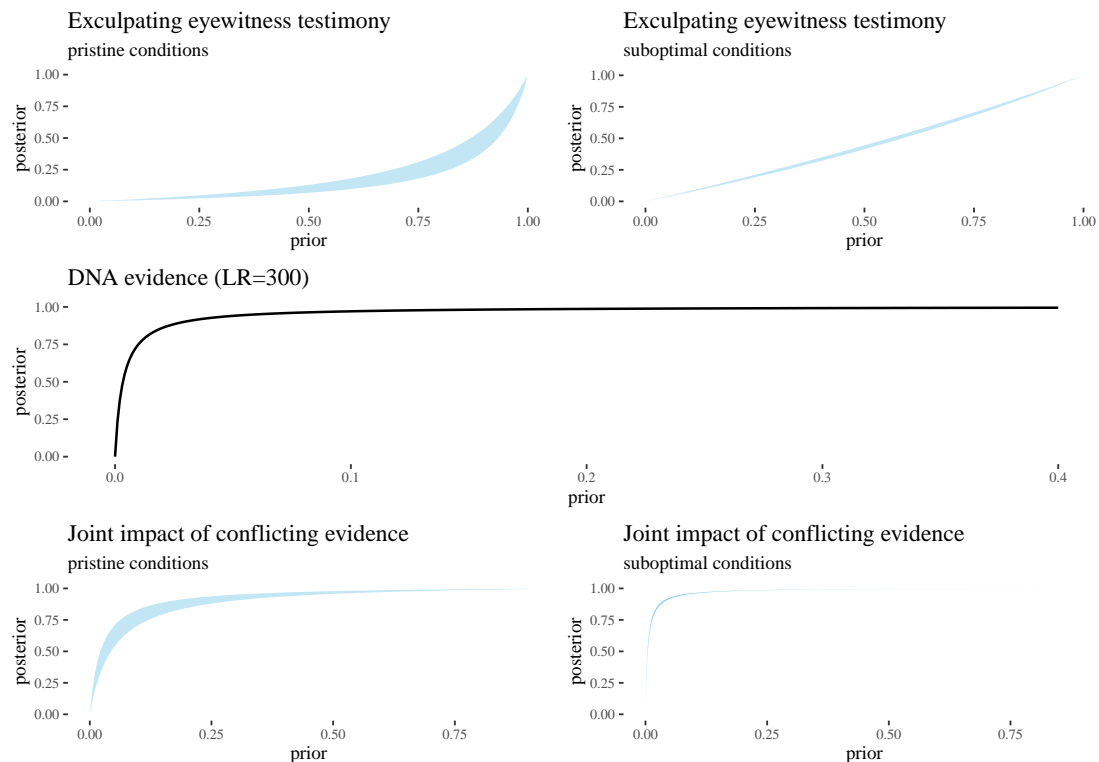 Exculpating eyewitness testimony
pristine conditions
1.00
0.75
0.50
0.25
0.00
posterior
0.00 0.25 0.50 0.75 1.00
prior
Exculpating eyewitness testimony
suboptimal conditions
1.00
0.75
0.50
0.25
0.00
posterior
0.00 0.25 0.50 0.75 1.00
prior
DNA evidence (LR=300)
1.00
0.75
0.50
0.25
0.00
posterior
0.0 0.1 0.2 0.3 0.4
prior
Joint impact of conflicting evidence
pristine conditions
1.00
0.75
0.50
0.25
0.00
posterior
0.00 0.25 0.50 0.75
prior
Joint impact of conflicting evidence
suboptimal conditions
1.00
0.75
0.50
0.25
0.00
posterior
0.00 0.25 0.50 0.75
prior